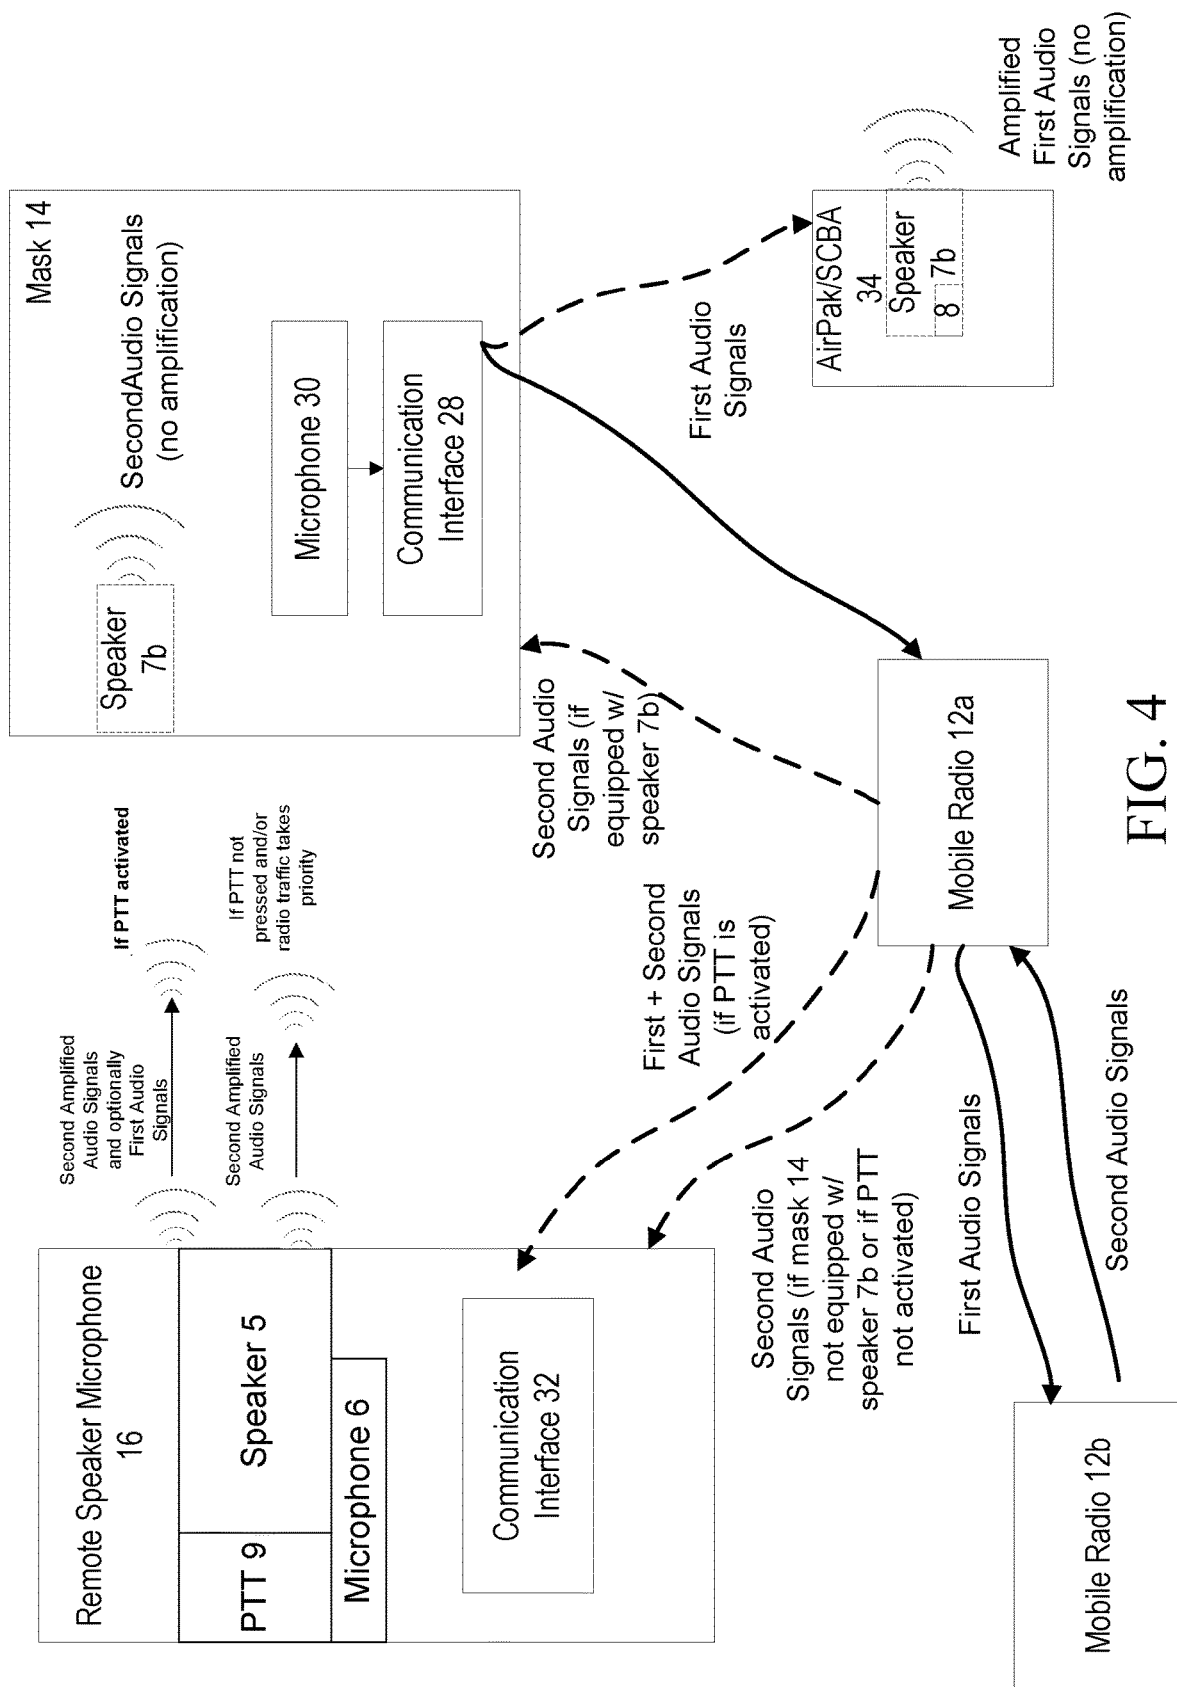 Remote Speaker Microphone
16
PTT 9
Speaker 5
Microphone 6
Communication
Interface 32
Second Amplified
Audio Signals
and optionally
First Audio
Signals
If PTT activated
Second Amplified
Audio Signals
If PTT not
pressed and/or
radio traffic takes
priority
Mask 14
Speaker
7b
SecondAudio Signals
(no amplification)
Microphone 30
Communication
Interface 28
First + Second
Audio Signals
(if PTT is
activated)
Second Audio
Signals (if
equipped w/
speaker 7b)
First Audio
Signals
AirPak/SCBA
34
Speaker
8
7b
Amplified
First Audio
Signals (no
amplification)
Second Audio
Signals (if mask 14
not equipped w/
speaker 7b or if PTT
not activated)
First Audio Signals
Mobile Radio 12a
Second Audio Signals
Mobile Radio 12b
FIG. 4